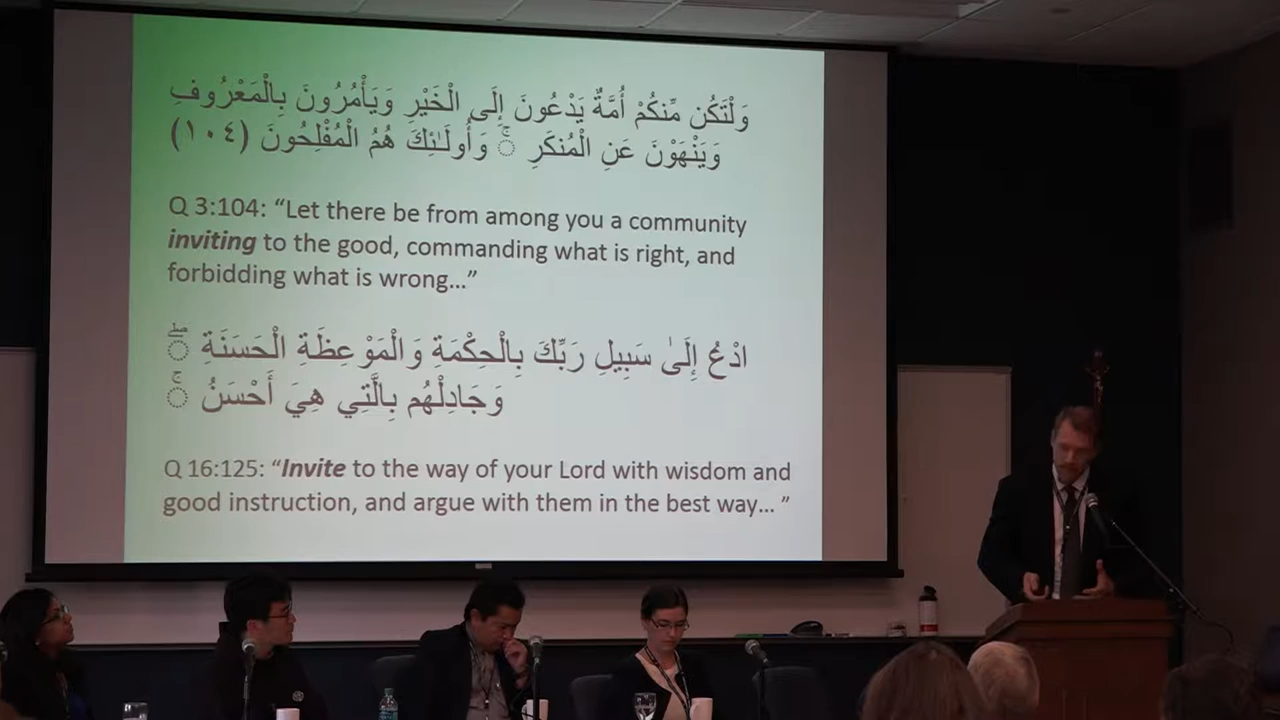 وَلْتَكُن مِّنكُمْ أُمَّةٌ يَدْعُونَ إِلَى الْخَيْرِ وَيَأْمُرُونَ بِالْمَعْرُوفِ
وَيَنْهَوْنَ عَنِ الْمُنكَرِ ۚ وَأُولَـٰئِكَ هُمُ الْمُفْلِحُونَ (١٠٤)
Q 3:104: “Let there be from among you a community
inviting to the good, commanding what is right, and
forbidding what is wrong...”
ادْعُ إِلَىٰ سَبِيلِ رَبِّكَ بِالْحِكْمَةِ وَالْمَوْعِظَةِ الْحَسَنَةِ ۖ
وَجَادِلْهُم بِالَّتِي هِيَ أَحْسَنُ ۚ
Q 16:125: “Invite to the way of your Lord with wisdom and
good instruction, and argue with them in the best way... ”